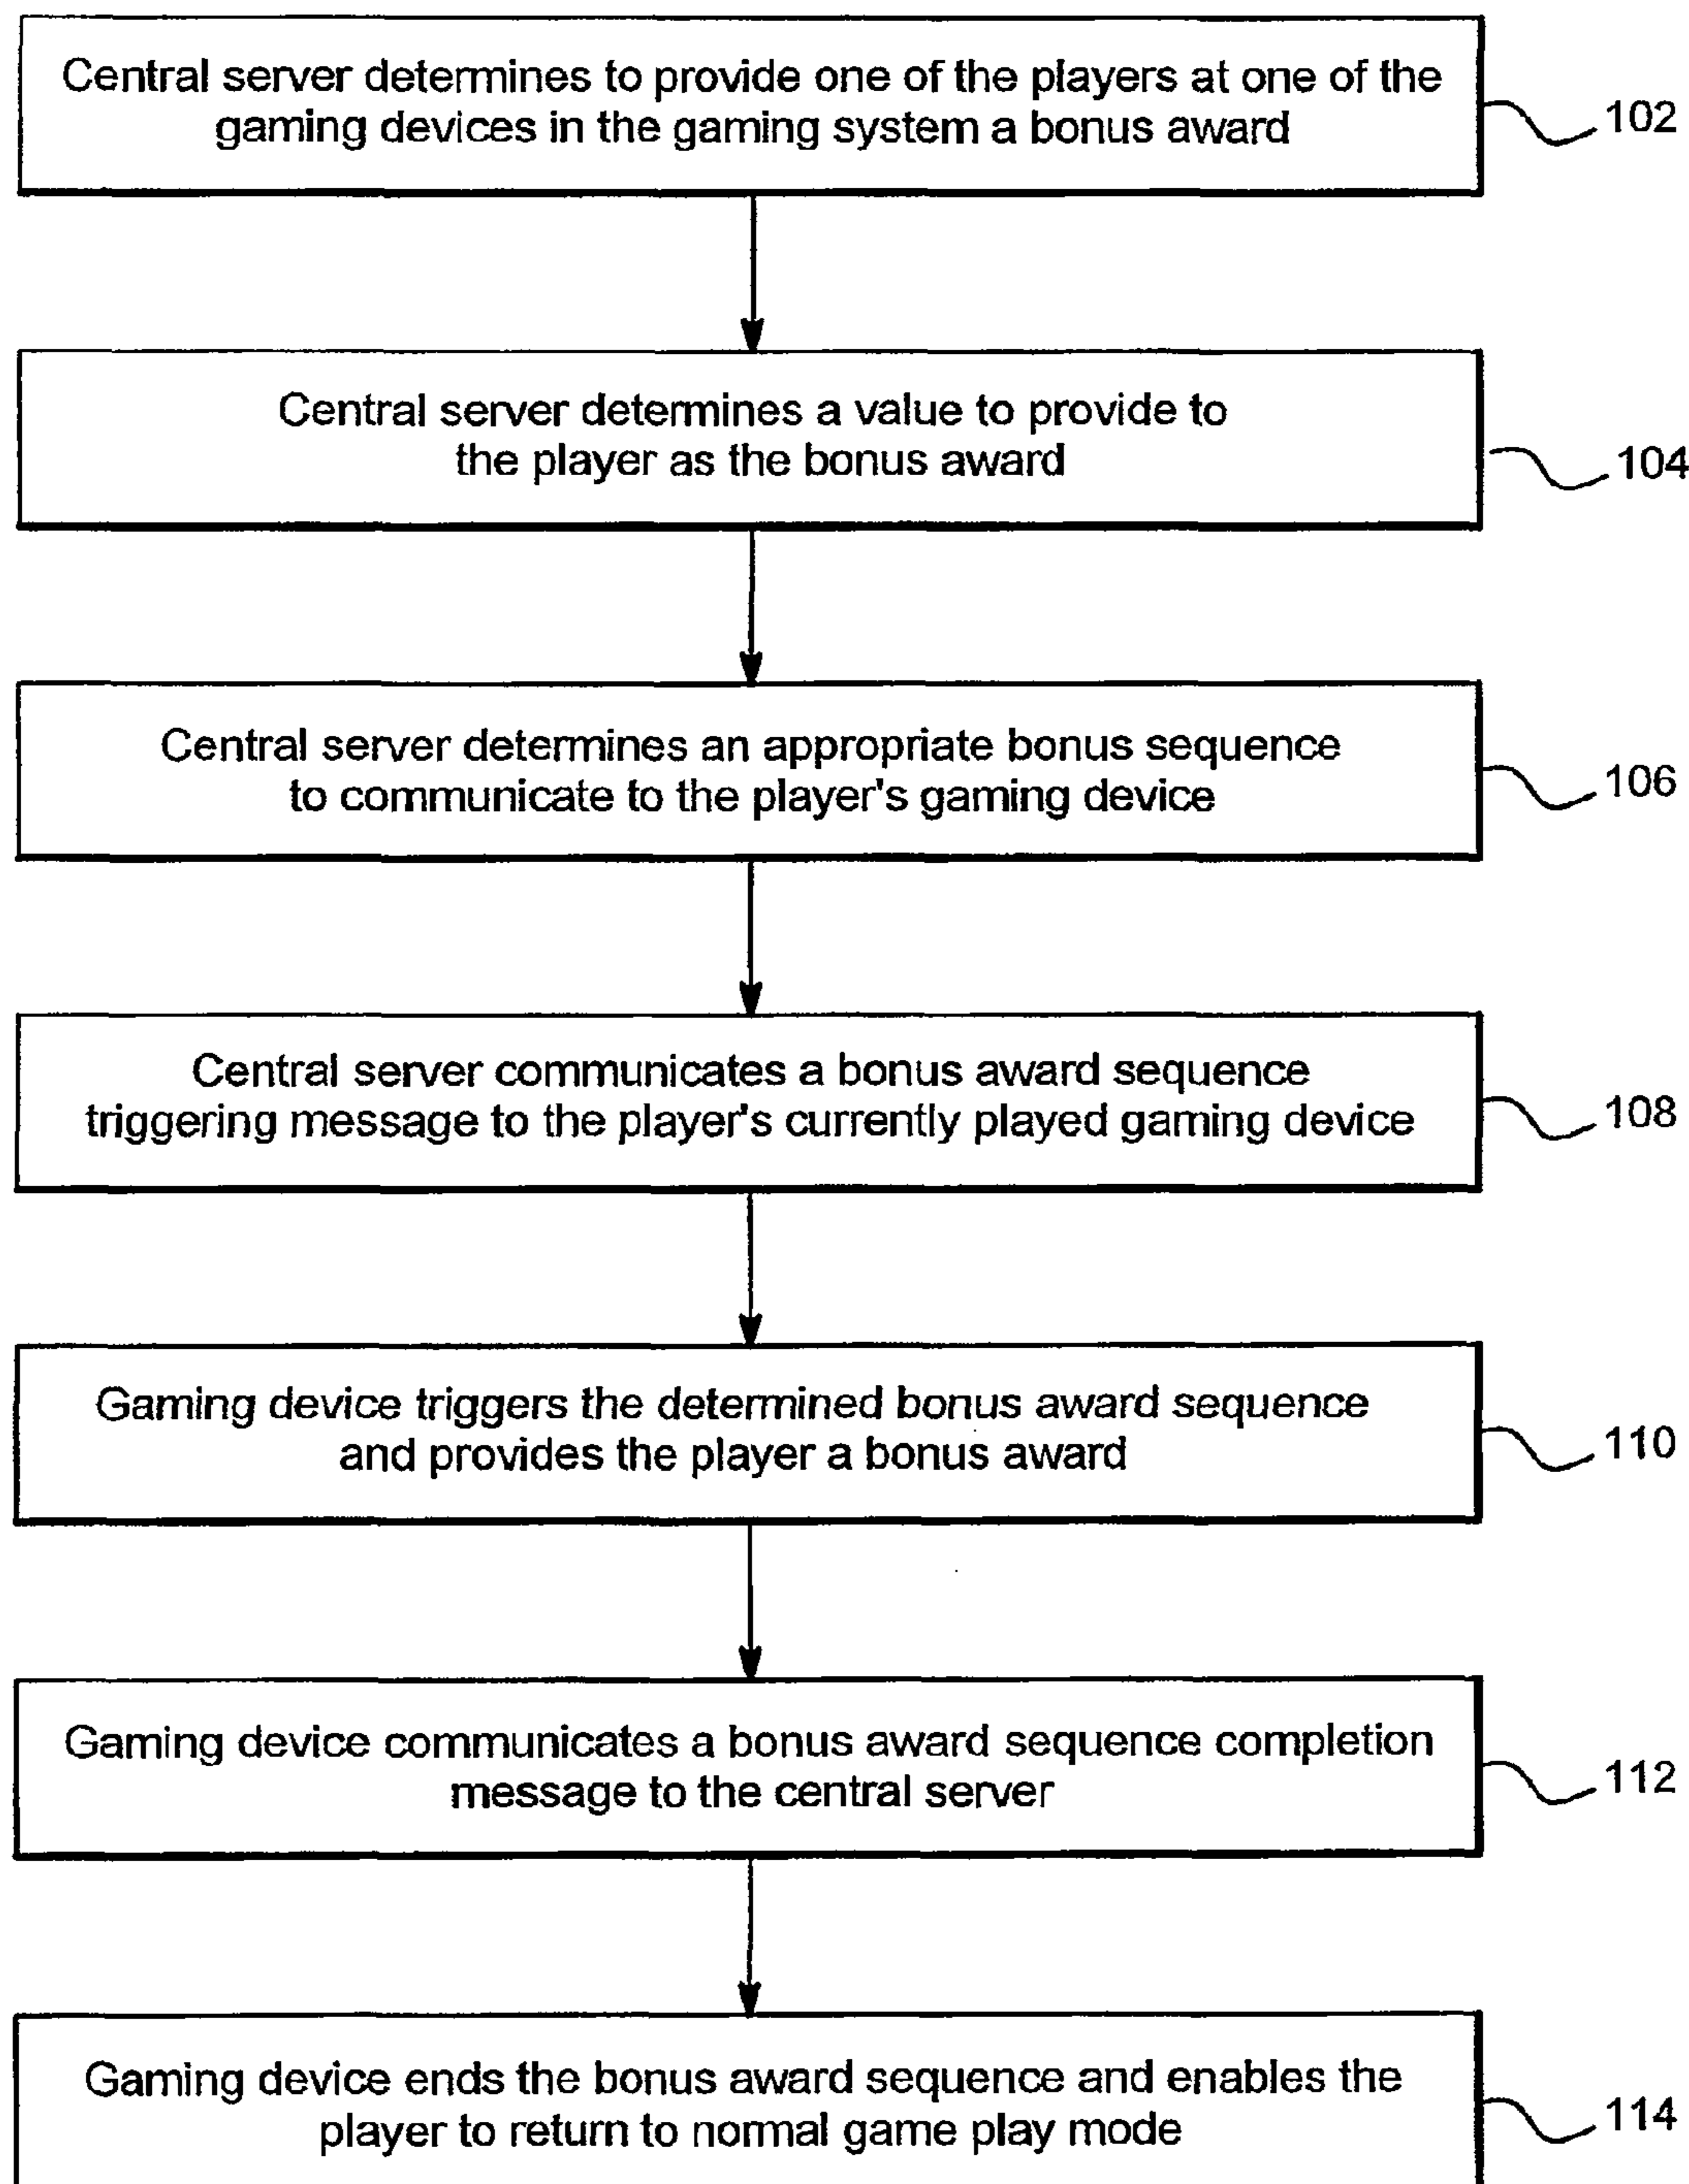 Central server determines to provide one of the players at one of the
gaming devices in the gaming system a bonus award
102
Central server determines a value to provide to
the player as the bonus award
104
Central server determines an appropriate bonus sequence
to communicate to the player's gaming device
106
Central server communicates a bonus award sequence
triggering message to the player's currently played gaming device
108
Gaming device triggers the determined bonus award sequence
and provides the player a bonus award
110
Gaming device communicates a bonus award sequence completion
message to the central server
112
Gaming device ends the bonus award sequence and enables the
player to return to normal game play mode
114